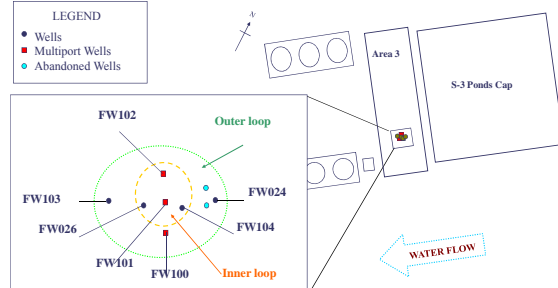 LEGEND
Wells
Multiport Wells
Abandoned Wells
N
Area 3
S-3 Ponds Cap
FW102
Outer loop
FW103
FW024
FW026
FW104
FW101
FW100
Inner loop
WATER FLOW